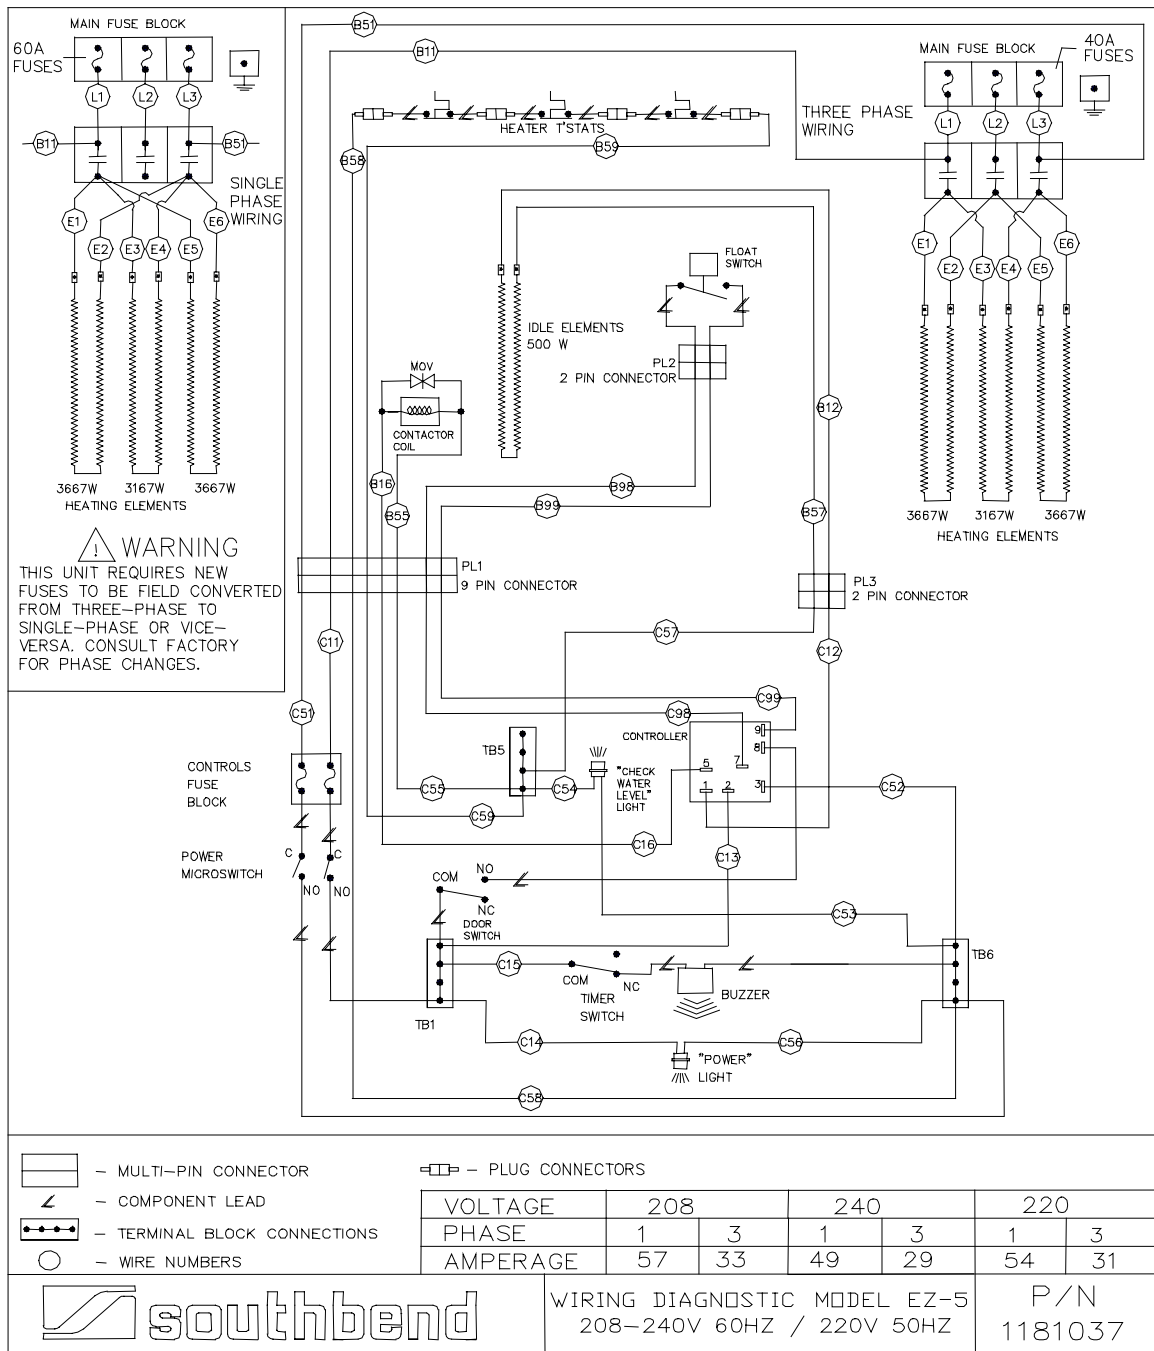 MAIN FUSE BLOCK
60A
FUSES
L1
L2
L3
B11
B51
SINGLE
PHASE
WIRING
E1
E2
E3
E4
E5
E6
3667W
3167W
3667W
HEATING ELEMENTS
WARNING
THIS UNIT REQUIRES NEW
FUSES TO BE FIELD CONVERTED
FROM THREE-PHASE TO
SINGLE-PHASE OR VICE-
VERSA. CONSULT FACTORY
FOR PHASE CHANGES.
B51
B11
HEATER T'STATS
B58
B59
MAIN FUSE BLOCK
40A
FUSES
THREE PHASE
WIRING
L1
L2
L3
E1
E2
E3
E4
E5
E6
3667W
3167W
3667W
HEATING ELEMENTS
FLOAT
SWITCH
IDLE ELEMENTS
500 W
PL2
2 PIN CONNECTOR
MOV
CONTACTOR
COIL
B12
B16
B98
B99
B55
B57
PL1
9 PIN CONNECTOR
PL3
2 PIN CONNECTOR
C11
C57
C12
C51
C99
C98
CONTROLLER
9
8
5
7
1
2
3
TB5
"CHECK
WATER
LEVEL"
LIGHT
CONTROLS
FUSE
BLOCK
C55
C54
C52
C59
C16
C13
POWER
MICROSWITCH
C
C
NO
NO
COM
NO
NC
DOOR
SWITCH
C53
TB6
C15
COM
NC
TIMER
SWITCH
BUZZER
TB1
C14
C56
"POWER"
LIGHT
C58
- MULTI-PIN CONNECTOR
- PLUG CONNECTORS
- COMPONENT LEAD
- TERMINAL BLOCK CONNECTIONS
- WIRE NUMBERS
VOLTAGE 208 240 220
PHASE 1 3 1 3 1 3
AMPERAGE 57 33 49 29 54 31
southbend
WIRING DIAGNOSTIC MODEL EZ-5
208-240V 60HZ / 220V 50HZ
P/N
1181037